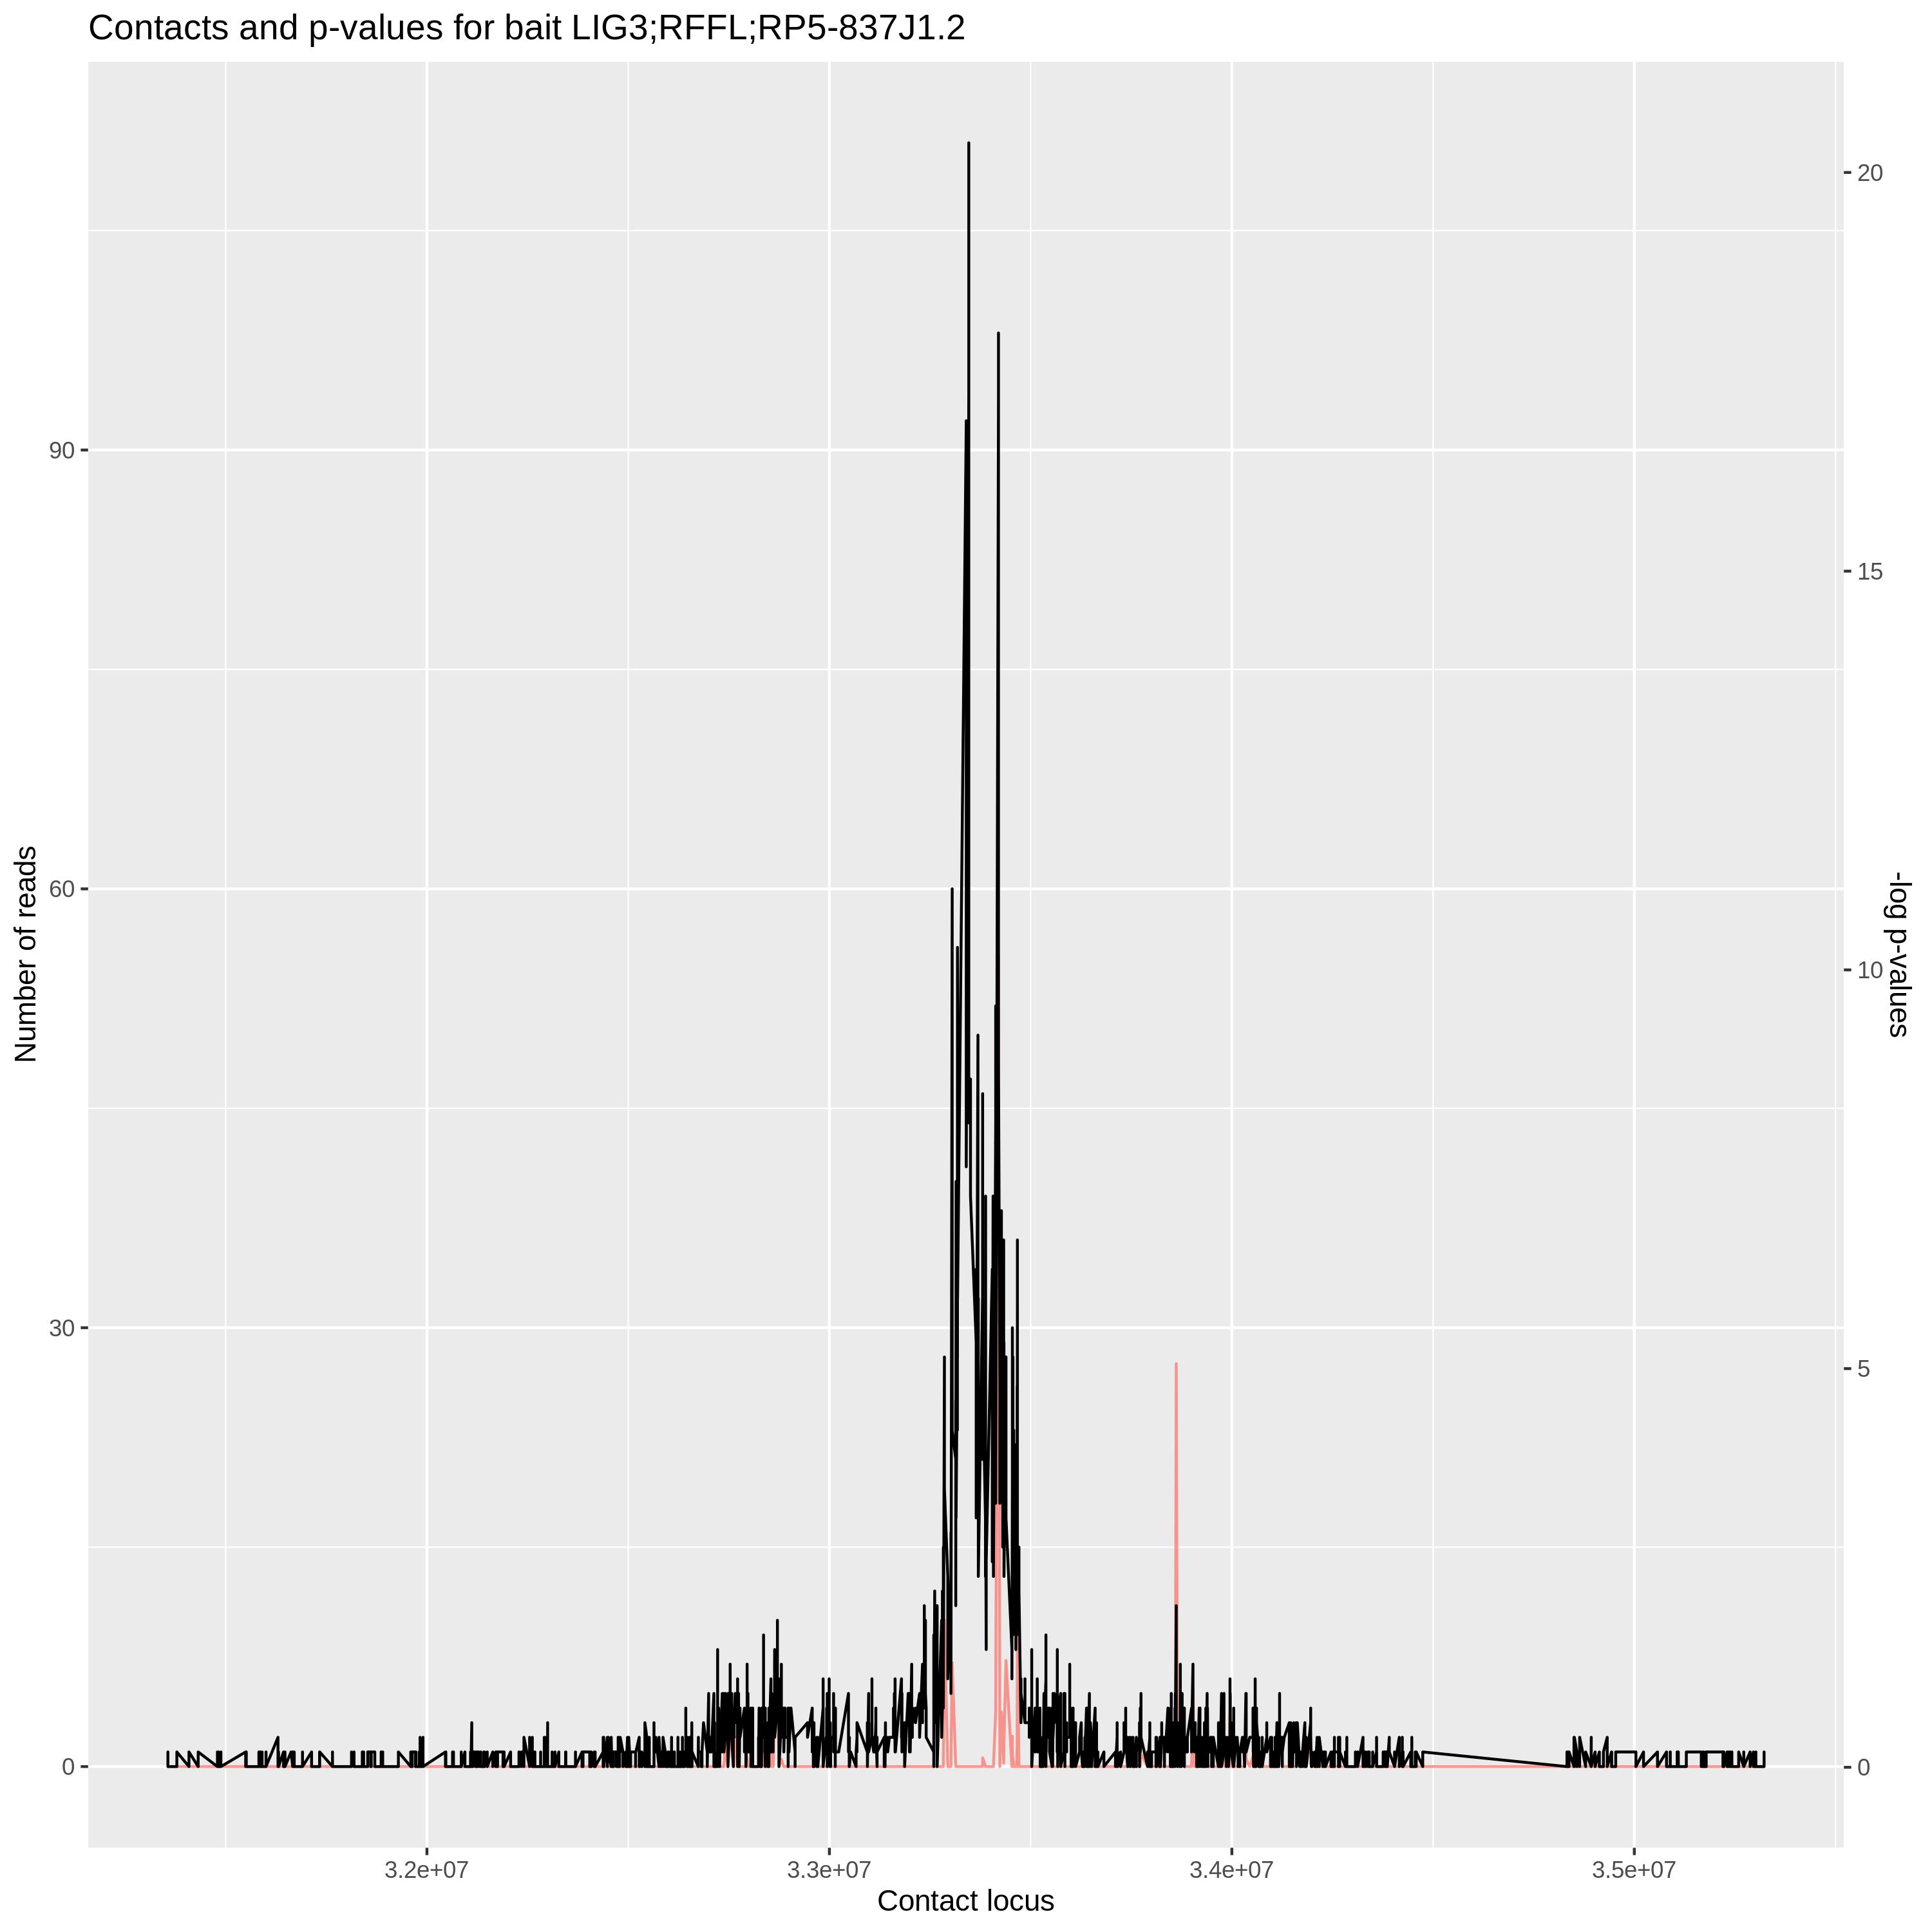 Contacts and p-values for bait LIG3;RFFL;RP5-837J1.2
20
90
15
Number of reads
60
-log p-values
10
30
5
0
0
3.2e+07
3.3e+07
3.4e+07
3.5e+07
Contact locus